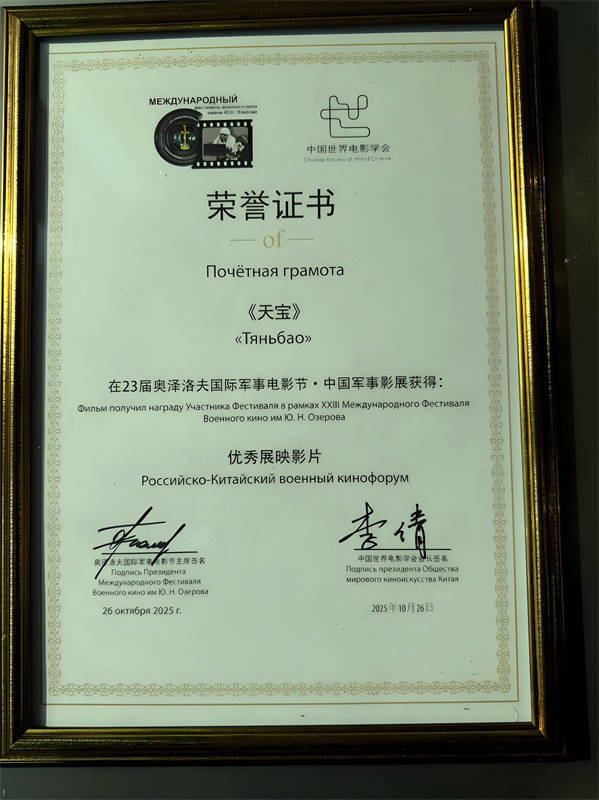 МЕЖДУНАРОДНЫЙ
фестиваль военного кино
имени Ю.Н. Озерова
中国世界电影学会
Chinese Society of World Cinema
荣誉证书
of
Почётная грамота
《天宝》
«Тяньбао»
在23届奥泽洛夫国际军事电影节·中国军事影展获得：
Фильм получил награду Участника Фестиваля в рамках XXIII Международного Фестиваля
Военного кино им Ю. Н. Озерова
优秀展映影片
Российско-Китайский военный кинофорум
奥泽洛夫国际军事电影节主席签名
Подпись Президента
Международного Фестиваля
Военного кино им Ю. Н. Озерова
26 октября 2025 г.
李倩
中国世界电影学会会长签名
Подпись президента Общества
мирового киноискусства Китая
2025年10月26日